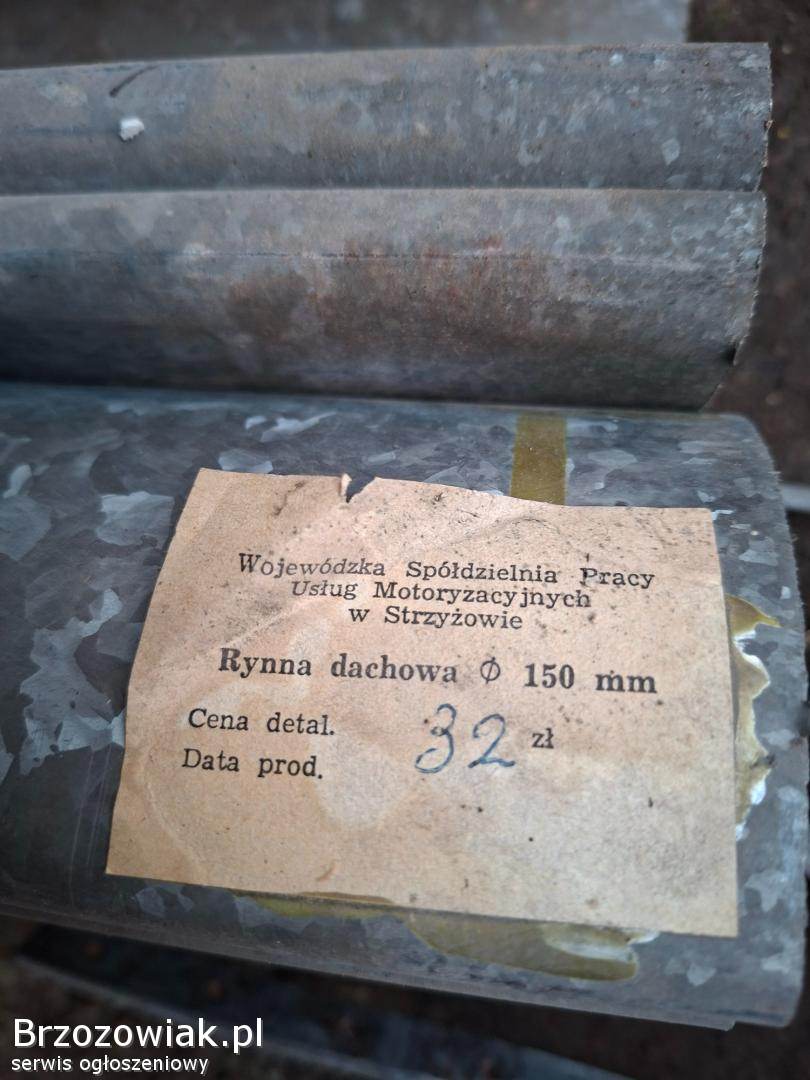 Wojewódzka Spółdzielnia Pracy
Usług Motoryzacyjnych
w Strzyżowie
Rynna dachowa Φ 150 mm
Cena detal. 32 zł
Data prod.
Brzozowiak.pl
serwis ogłoszeniowy